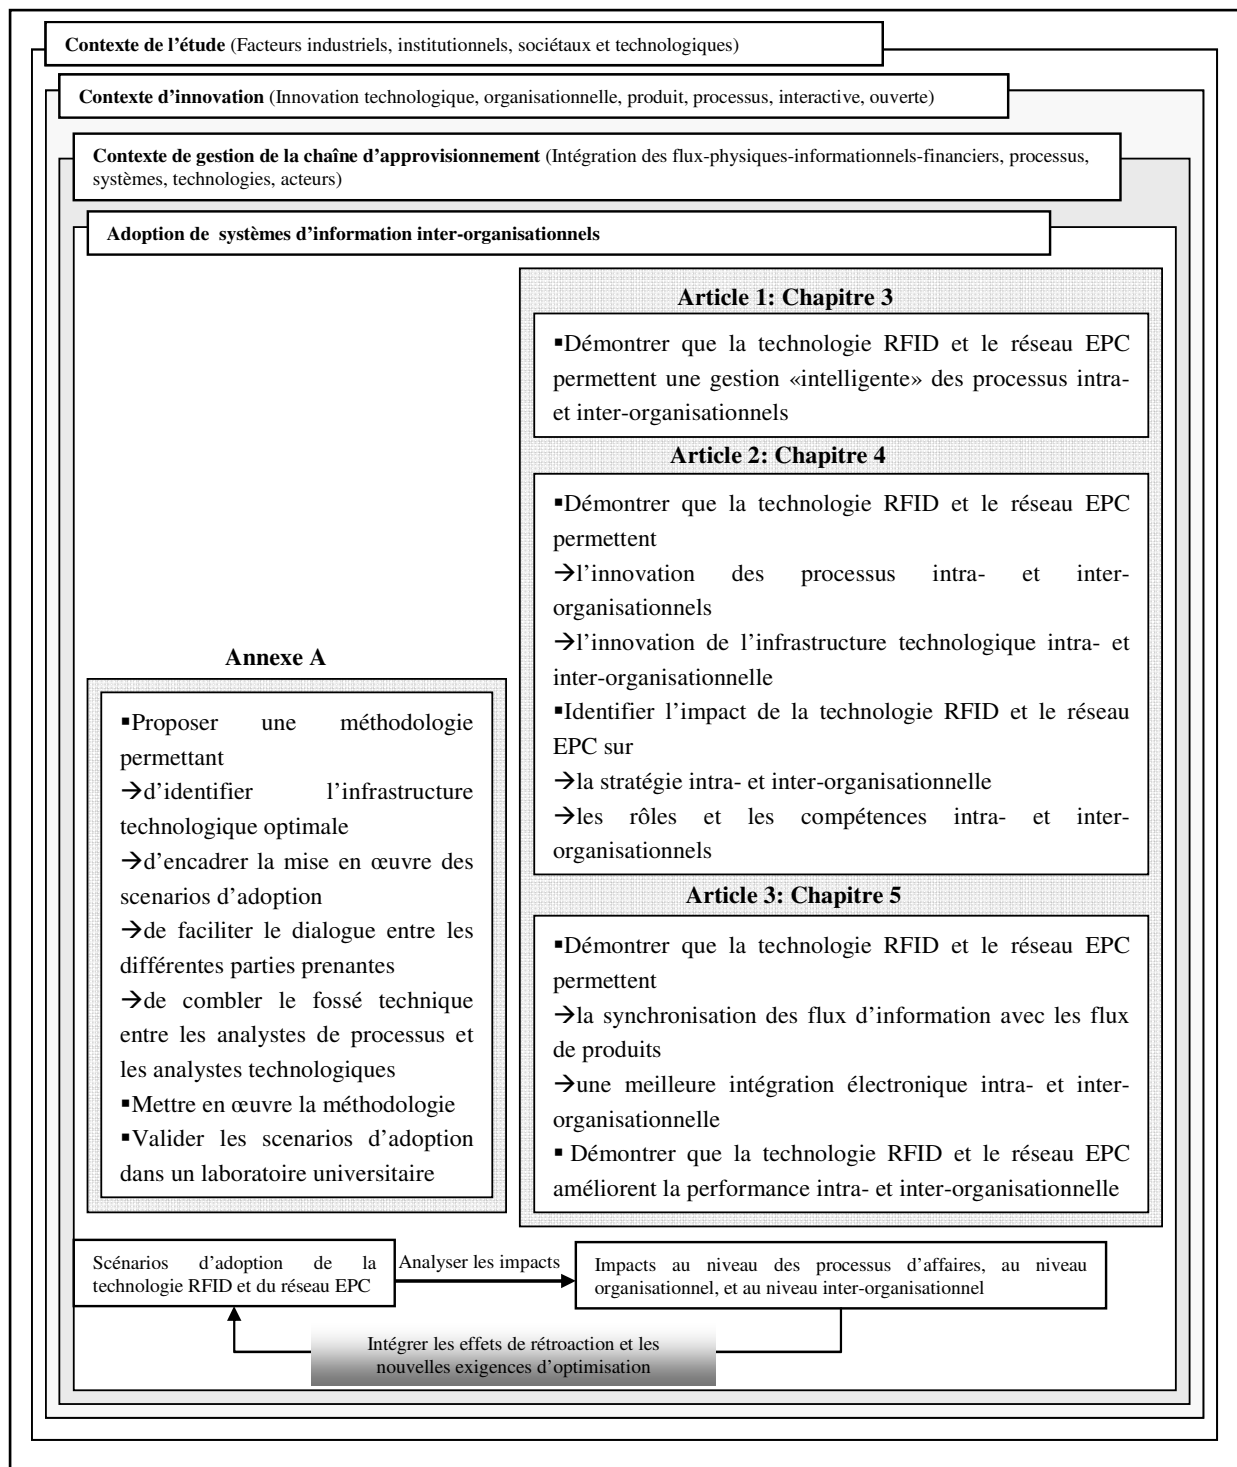 Contexte de l'étude (Facteurs industriels, institutionnels, sociétaux et technologiques)
Contexte d'innovation (Innovation technologique, organisationnelle, produit, processus, interactive, ouverte)
Contexte de gestion de la chaîne d'approvisionnement (Intégration des flux-physiques-informationnels-financiers, processus,
systèmes, technologies, acteurs)
Adoption de systèmes d'information inter-organisationnels
Article 1: Chapitre 3
▪Démontrer que la technologie RFID et le réseau EPC
permettent une gestion «intelligente» des processus intra-
et inter-organisationnels
Article 2: Chapitre 4
▪Démontrer que la technologie RFID et le réseau EPC
permettent
→l'innovation des processus intra- et inter-
organisationnels
→l'innovation de l'infrastructure technologique intra- et
inter-organisationnelle
▪Identifier l'impact de la technologie RFID et le réseau
EPC sur
→la stratégie intra- et inter-organisationnelle
→les rôles et les compétences intra- et inter-
organisationnels
Article 3: Chapitre 5
▪Démontrer que la technologie RFID et le réseau EPC
permettent
→la synchronisation des flux d'information avec les flux
de produits
→une meilleure intégration électronique intra- et inter-
organisationnelle
▪ Démontrer que la technologie RFID et le réseau EPC
améliorent la performance intra- et inter-organisationnelle
Annexe A
▪Proposer une méthodologie
permettant
→d'identifier l'infrastructure
technologique optimale
→d'encadrer la mise en œuvre des
scenarios d'adoption
→de faciliter le dialogue entre les
différentes parties prenantes
→de combler le fossé technique
entre les analystes de processus et
les analystes technologiques
▪Mettre en œuvre la méthodologie
▪Valider les scenarios d'adoption
dans un laboratoire universitaire
Scénarios d'adoption de la
technologie RFID et du réseau EPC
Analyser les impacts
Impacts au niveau des processus d'affaires, au niveau
organisationnel, et au niveau inter-organisationnel
Intégrer les effets de rétroaction et les
nouvelles exigences d'optimisation